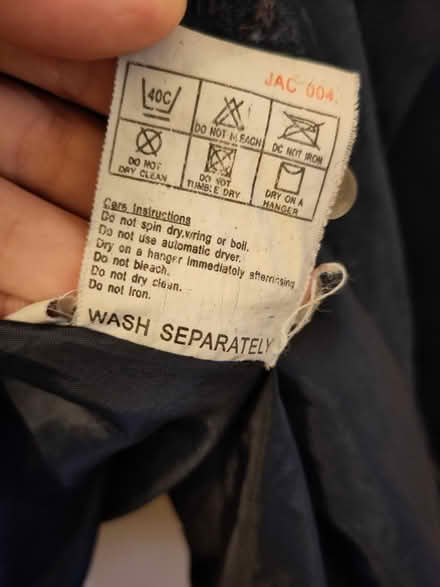 JAC 004.
40C
DO NOT BLEACH
DO NOT IRON
DO NOT
DRY CLEAN
DO NOT
TUMBLE DRY
DRY ON A
HANGER
Care Instructions
Do not spin dry.wring or boil.
Do not use automatic dryer.
Dry on a hanger immediately afterrinsing
Do not bleach.
Do not dry clean.
Do not Iron.
WASH SEPARATELY